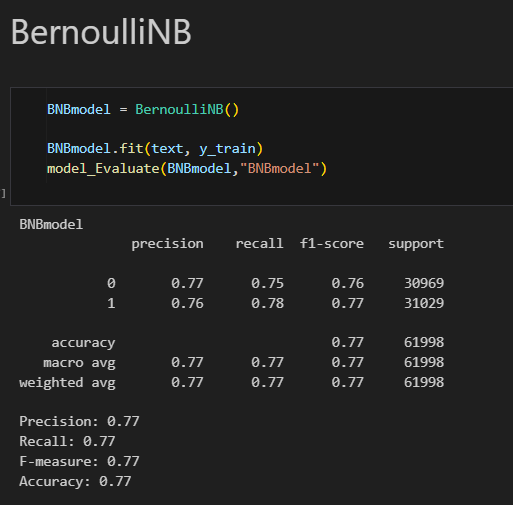 BernoulliNB
BNBmodel = BernoulliNB()
BNBmodel.fit(text, y_train)
model_Evaluate(BNBmodel,"BNBmodel")
]
BNBmodel
precision recall f1-score support
0 0.77 0.75 0.76 30969
1 0.76 0.78 0.77 31029
accuracy 0.77 61998
macro avg 0.77 0.77 0.77 61998
weighted avg 0.77 0.77 0.77 61998
Precision: 0.77
Recall: 0.77
F-measure: 0.77
Accuracy: 0.77